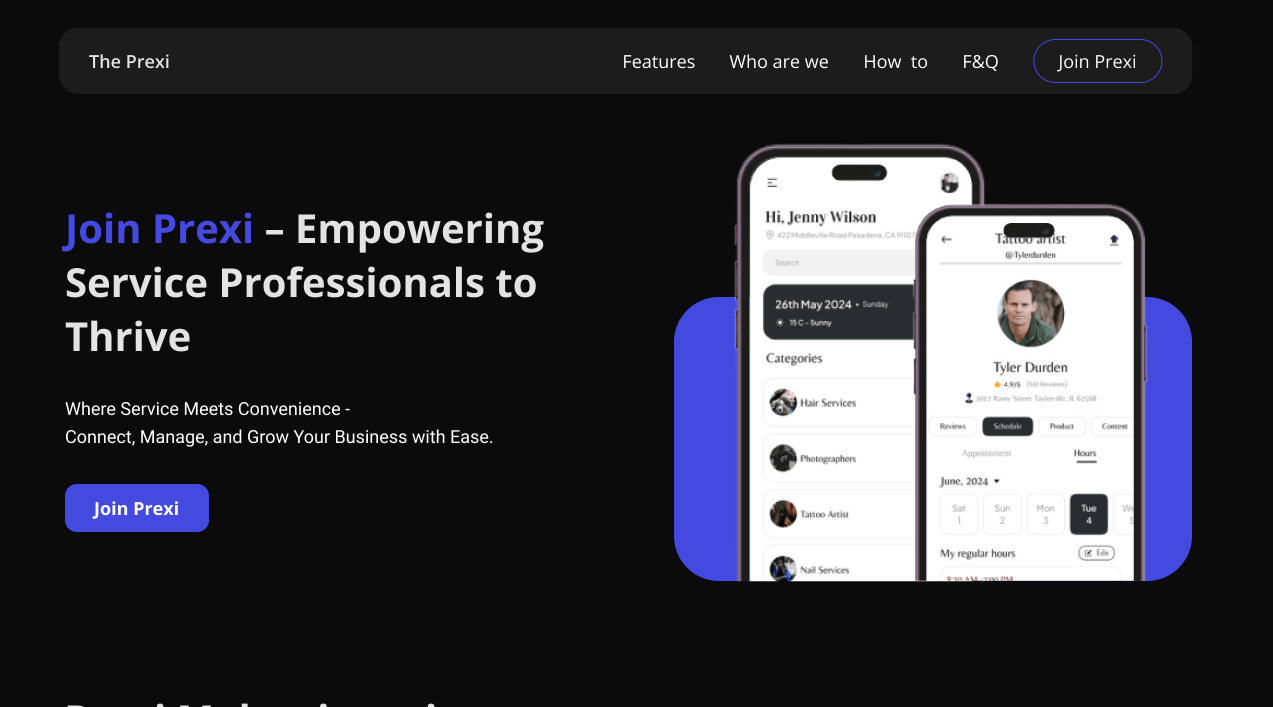 The Prexi
Features
Who are we
How to
F&Q
Join Prexi
Join Prexi – Empowering
Service Professionals to
Thrive
Where Service Meets Convenience -
Connect, Manage, and Grow Your Business with Ease.
Join Prexi
Hi, Jenny Wilson
422 Middleville Road Pasadena, CA 91107
Search
26th May 2024 • Sunday
15 C - Sunny
Categories
Hair Services
Photographers
Tattoo Artist
Nail Services
Tattoo artist
@Tylerdurden
Tyler Durden
4.9/5 (501 Reviews)
3017 Rainy Street Taylorville, IL 62568
Reviews
Schedule
Product
Content
Appointment
Hours
June, 2024
Sat
1
Sun
2
Mon
3
Tue
4
My regular hours
Edit
8:30 AM-7:00 PM